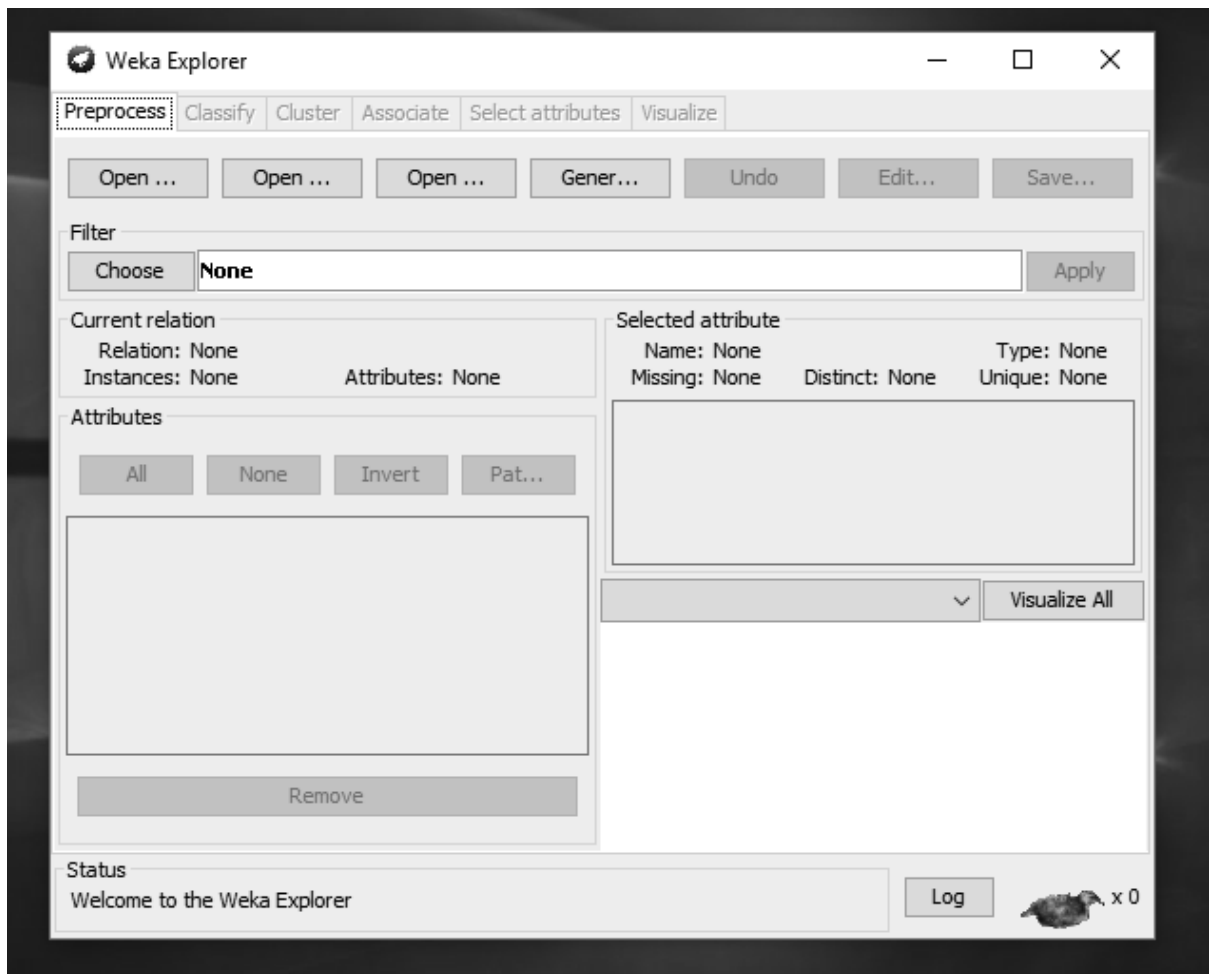 Weka Explorer
Preprocess Classify Cluster Associate Select attributes Visualize
Open ... Open ... Open ... Gener... Undo Edit... Save...
Filter
Choose None Apply
Current relation
Relation: None
Instances: None Attributes: None
Selected attribute
Name: None Type: None
Missing: None Distinct: None Unique: None
Attributes
All None Invert Pat...
Remove
Visualize All
Status
Welcome to the Weka Explorer
Log x 0